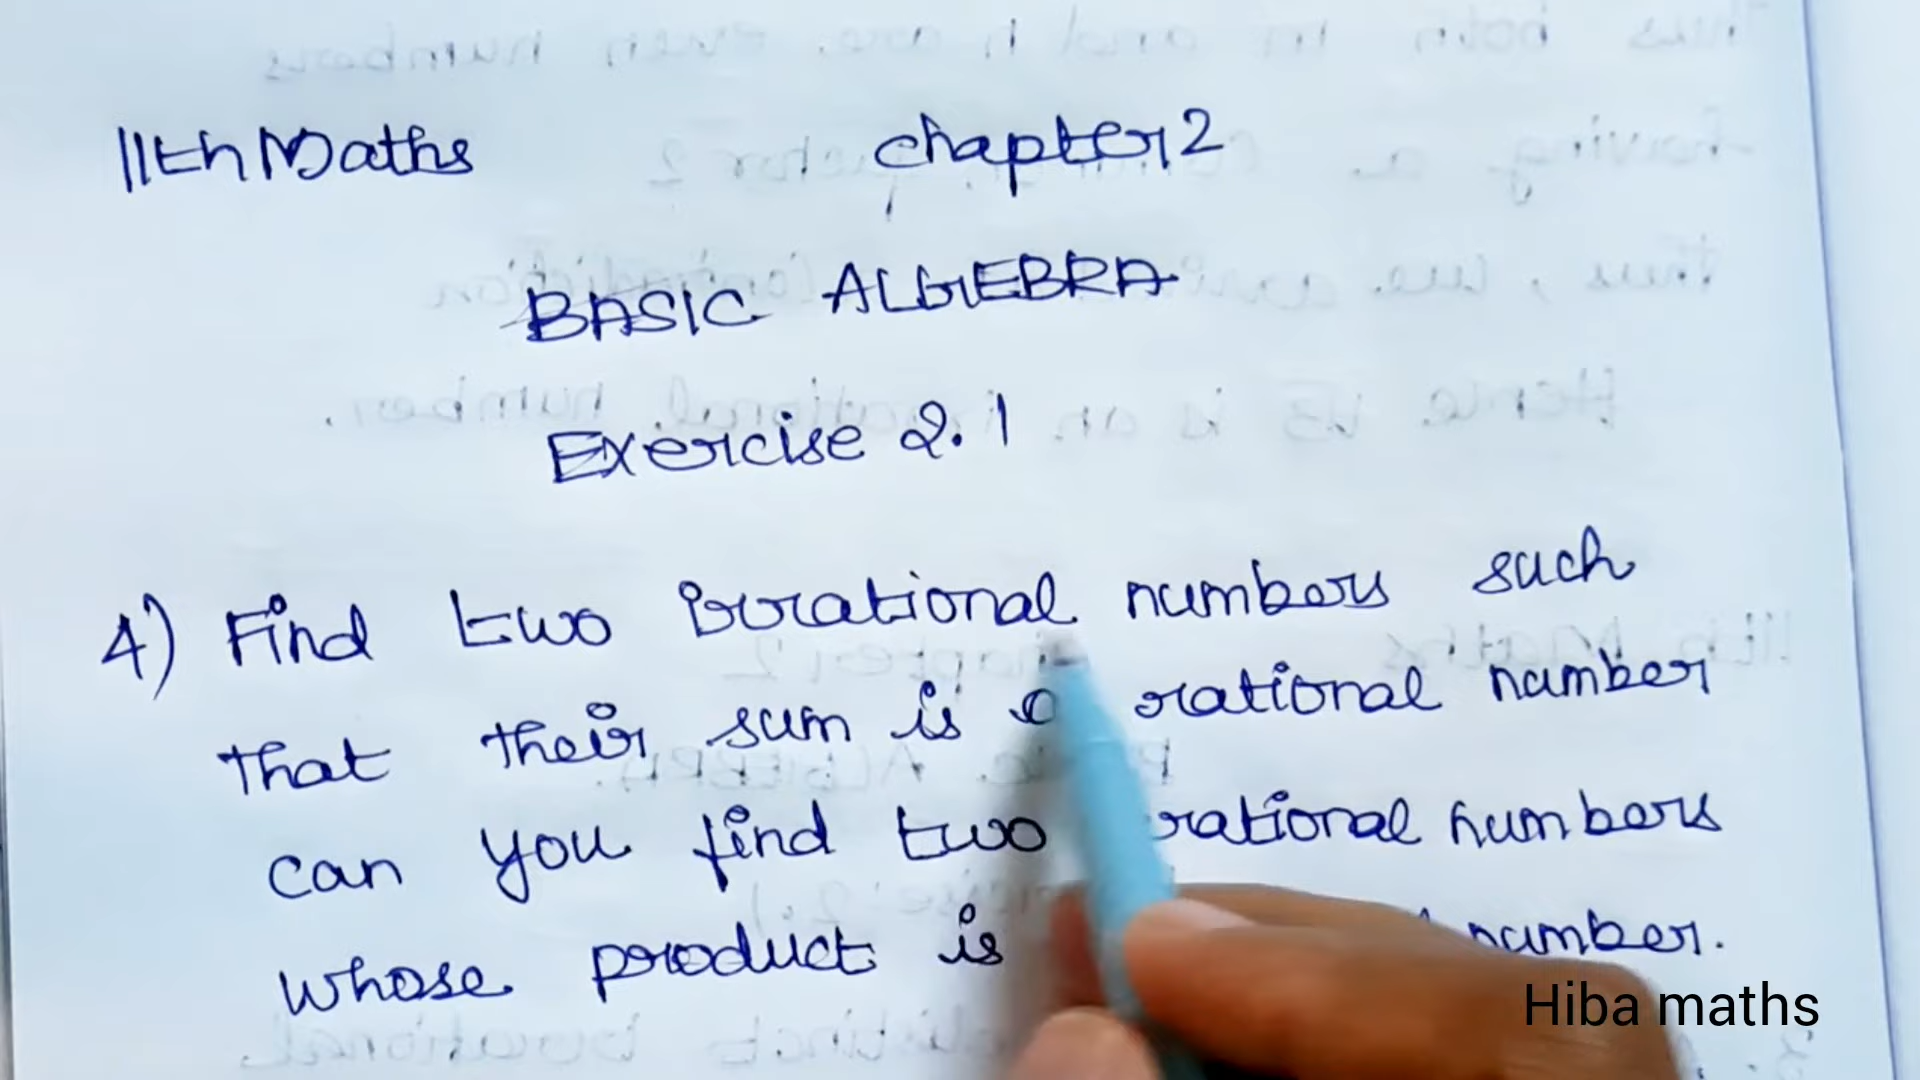 11th Maths chapter 2
BASIC ALGEBRA
Exercise 2.1
4) Find two irrational numbers such
that their sum is a rational number
can you find two rational numbers
whose product is number.
Hiba maths